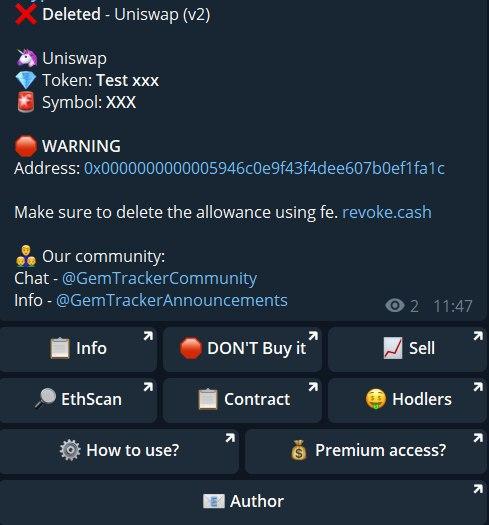 ❌ Deleted - Uniswap (v2)
🦄 Uniswap
💎 Token: Test xxx
🚨 Symbol: XXX
🛑 WARNING
Address: 0x0000000000005946c0e9f43f4dee607b0ef1fa1c
Make sure to delete the allowance using fe. revoke.cash
👨‍👩‍👧‍👦 Our community:
Chat - @GemTrackerCommunity
Info - @GemTrackerAnnouncements
2 11:47
📋 Info
🛑 DON'T Buy it
📈 Sell
🔎 EthScan
📋 Contract
🤑 Hodlers
⚙️ How to use?
💰 Premium access?
📧 Author